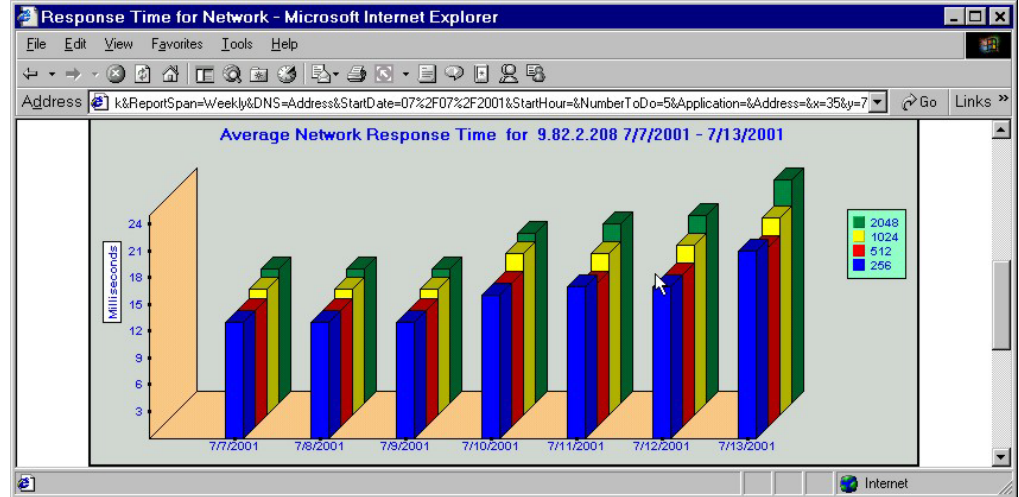 Response Time for Network - Microsoft Internet Explorer
File Edit View Favorites Tools Help
Address k&ReportSpan=Weekly&DNS=Address&StartDate=07%2F07%2F2001&StartHour=&NumberToDo=5&Application=&Address=&x=35&y=7 Go Links »
Average Network Response Time for 9.82.2.208 7/7/2001 - 7/13/2001
Milliseconds
24
21
18
15
12
9
6
3
2048
1024
512
256
7/7/2001 7/8/2001 7/9/2001 7/10/2001 7/11/2001 7/12/2001 7/13/2001
Internet